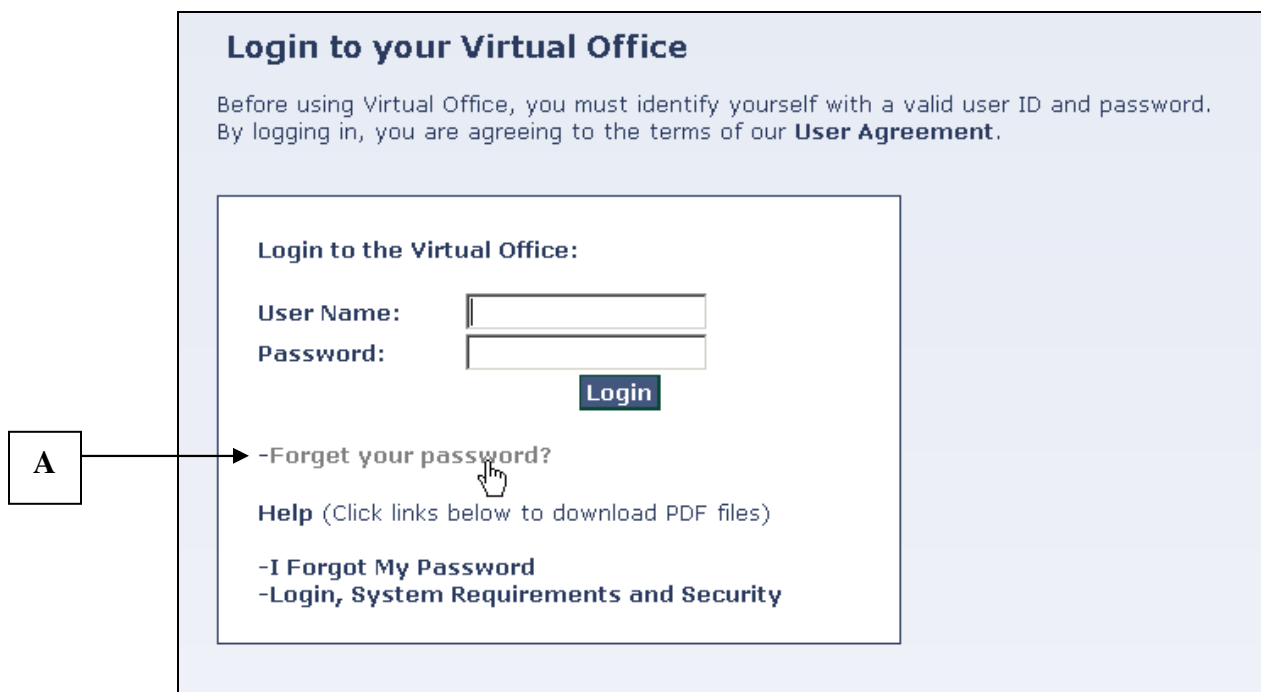 Login to your Virtual Office
Before using Virtual Office, you must identify yourself with a valid user ID and password.
By logging in, you are agreeing to the terms of our User Agreement.
Login to the Virtual Office:
User Name:
Password:
Login
A
-Forget your password?
Help (Click links below to download PDF files)
-I Forgot My Password
-Login, System Requirements and Security